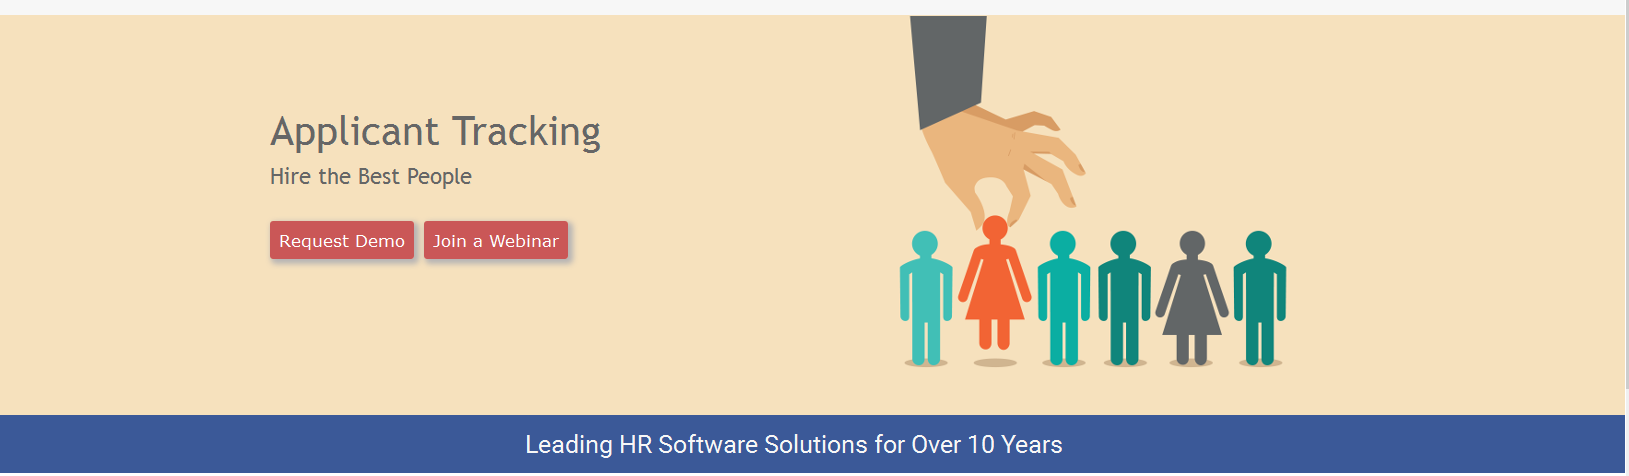 Applicant Tracking
Hire the Best People
Request Demo
Join a Webinar
Leading HR Software Solutions for Over 10 Years